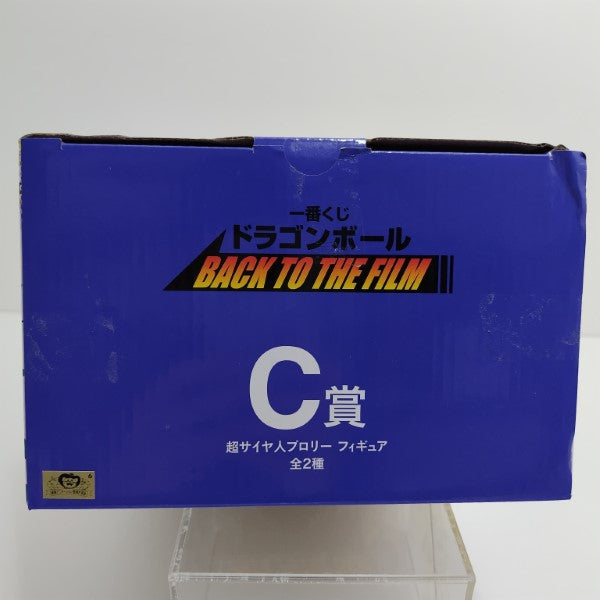 一番くじ
ドラゴンボール
BACK TO THE FILM
C賞
超サイヤ人ブロリー フィギュア
全2種
6